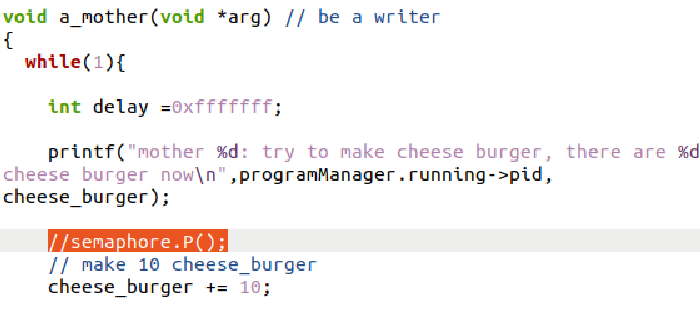 void a_mother(void *arg) // be a writer
{
while(1){
int delay =0xfffffff;
printf("mother %d: try to make cheese burger, there are %d
cheese burger now\n",programManager.running->pid,
cheese_burger);
//semaphore.P();
// make 10 cheese_burger
cheese_burger += 10;